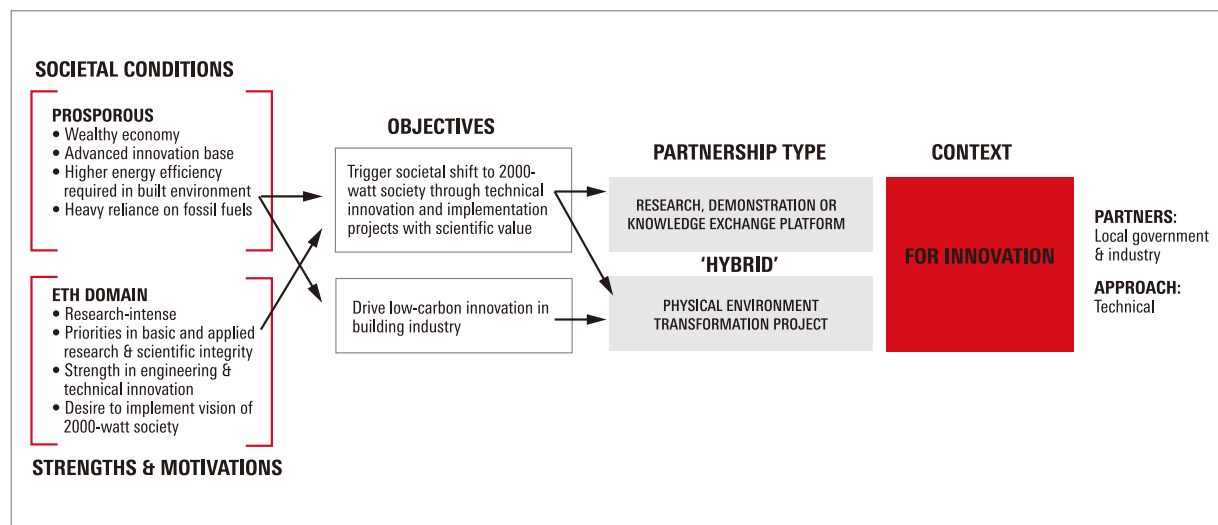 SOCIETAL CONDITIONS
PROSPOROUS
• Wealthy economy
• Advanced innovation base
• Higher energy efficiency
required in built environment
• Heavy reliance on fossil fuels
ETH DOMAIN
• Research-intense
• Priorities in basic and applied
research & scientific integrity
• Strength in engineering &
technical innovation
• Desire to implement vision of
2000-watt society
STRENGTHS & MOTIVATIONS
OBJECTIVES
Trigger societal shift to 2000-
watt society through technical
innovation and implementation
projects with scientific value
Drive low-carbon innovation in
building industry
PARTNERSHIP TYPE
RESEARCH, DEMONSTRATION OR
KNOWLEDGE EXCHANGE PLATFORM
'HYBRID'
PHYSICAL ENVIRONMENT
TRANSFORMATION PROJECT
CONTEXT
FOR INNOVATION
PARTNERS:
Local government
& industry
APPROACH:
Technical